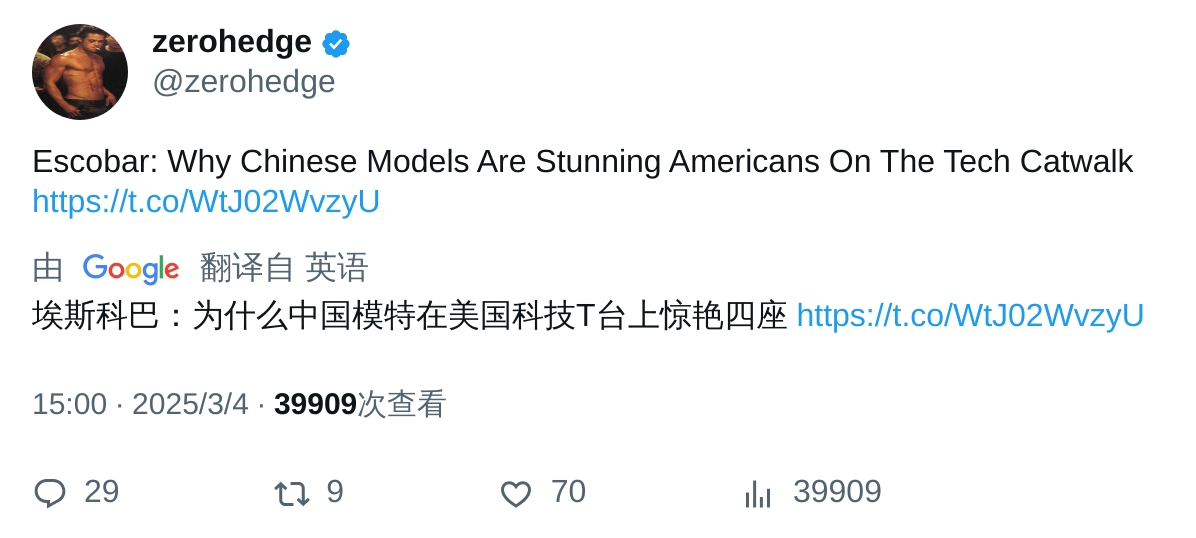 zerohedge
@zerohedge
Escobar: Why Chinese Models Are Stunning Americans On The Tech Catwalk
https://t.co/WtJ02WvzyU
由 Google 翻译自 英语
埃斯科巴：为什么中国模特在美国科技T台上惊艳四座 https://t.co/WtJ02WvzyU
15:00 · 2025/3/4 · 39909次查看
29 9 70 39909